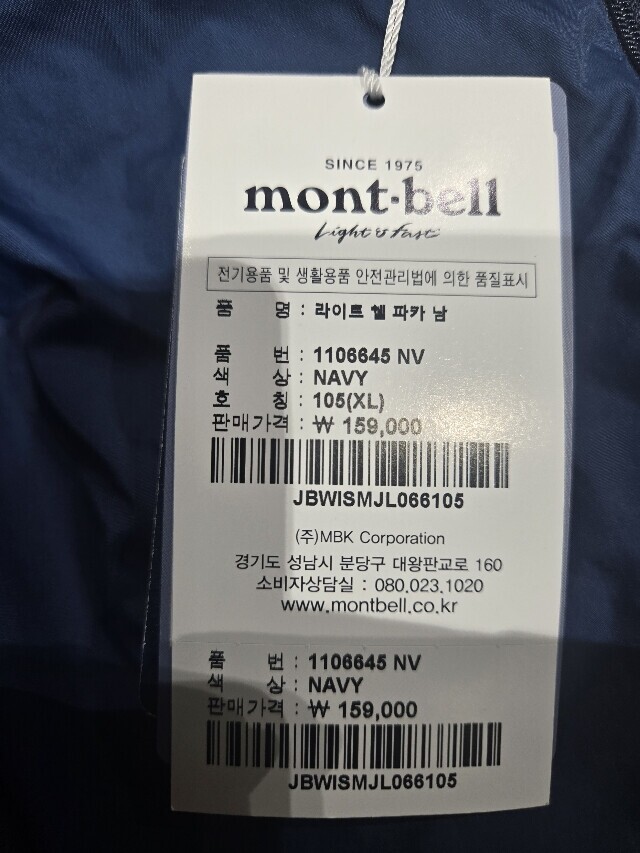 SINCE 1975
mont-bell
Light & Fast
전기용품 및 생활용품 안전관리법에 의한 품질표시
품 명 : 라이트 쉘 파카 남
품 번 : 1106645 NV
색 상 : NAVY
호 칭 : 105(XL)
판매가격 : ₩ 159,000
JBWISMJL066105
(주)MBK Corporation
경기도 성남시 분당구 대왕판교로 160
소비자상담실 : 080.023.1020
www.montbell.co.kr
품 번 : 1106645 NV
색 상 : NAVY
판매가격 : ₩ 159,000
JBWISMJL066105